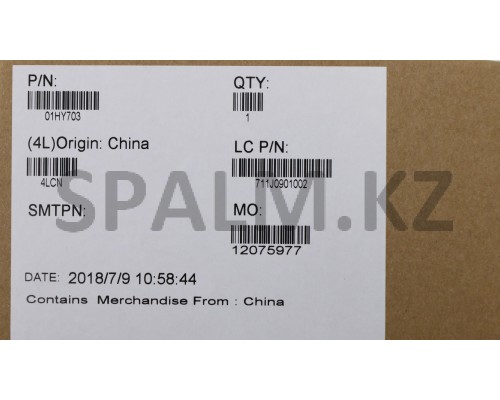 P/N:
QTY:
01HY703
1
(4L)Origin: China
LC P/N:
4LCN
711J0901002
SPALM.KZ
SMTPN:
MO:
12075977
DATE: 2018/7/9 10:58:44
Contains Merchandise From : China